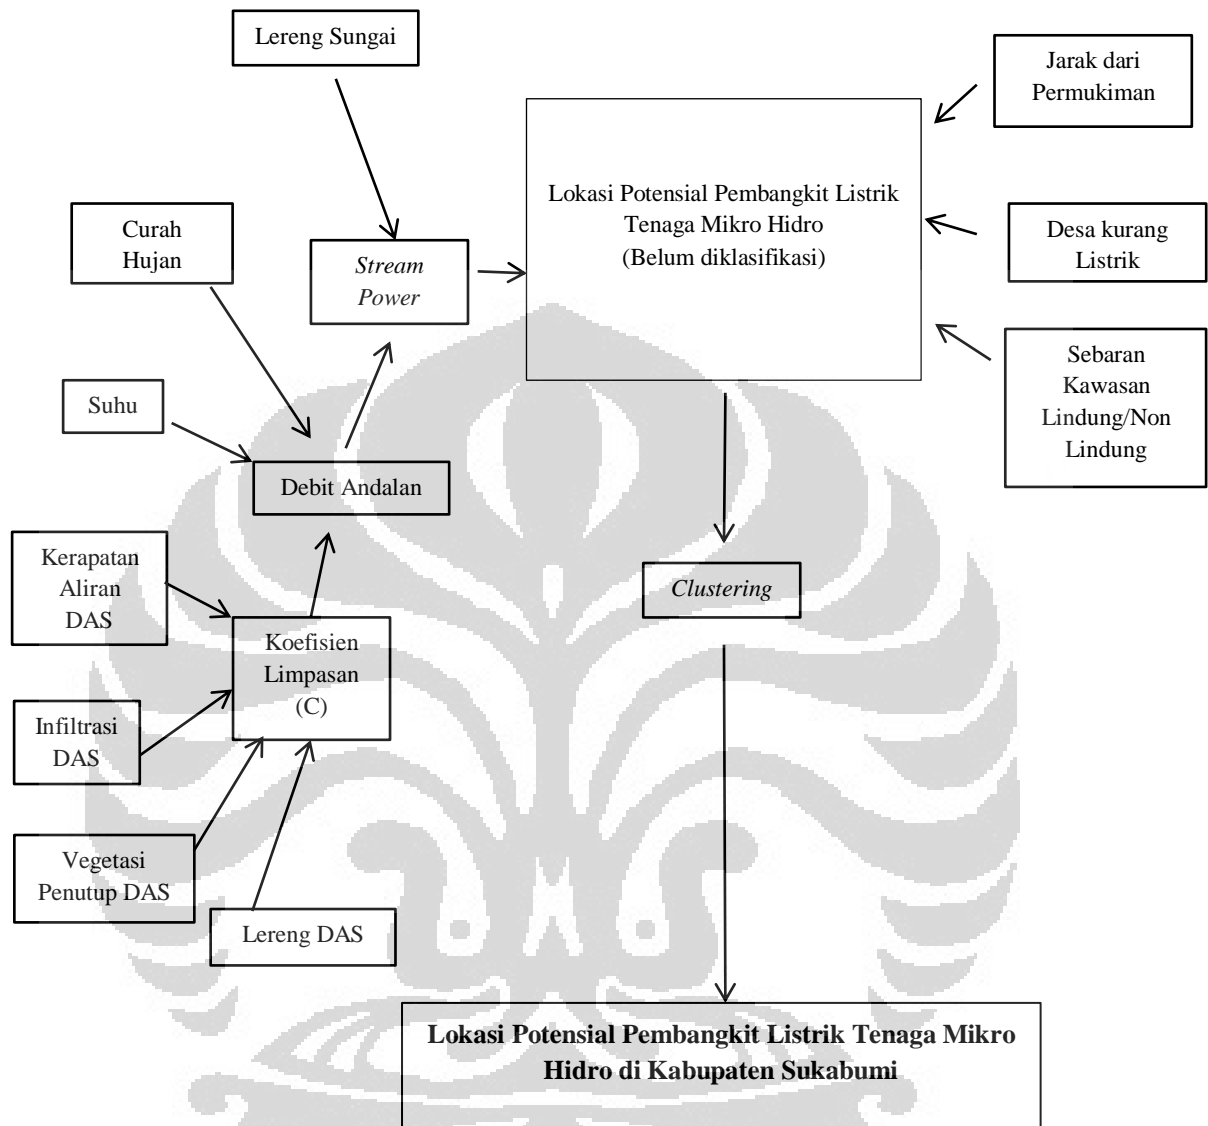 Lereng Sungai
Jarak dari
Permukiman
Lokasi Potensial Pembangkit Listrik
Tenaga Mikro Hidro
(Belum diklasifikasi)
Curah
Hujan
Stream
Power
Desa kurang
Listrik
Sebaran
Kawasan
Lindung/Non
Lindung
Suhu
Debit Andalan
Kerapatan
Aliran
DAS
Clustering
Koefisien
Limpasan
(C)
Infiltrasi
DAS
Vegetasi
Penutup DAS
Lereng DAS
Lokasi Potensial Pembangkit Listrik Tenaga Mikro
Hidro di Kabupaten Sukabumi